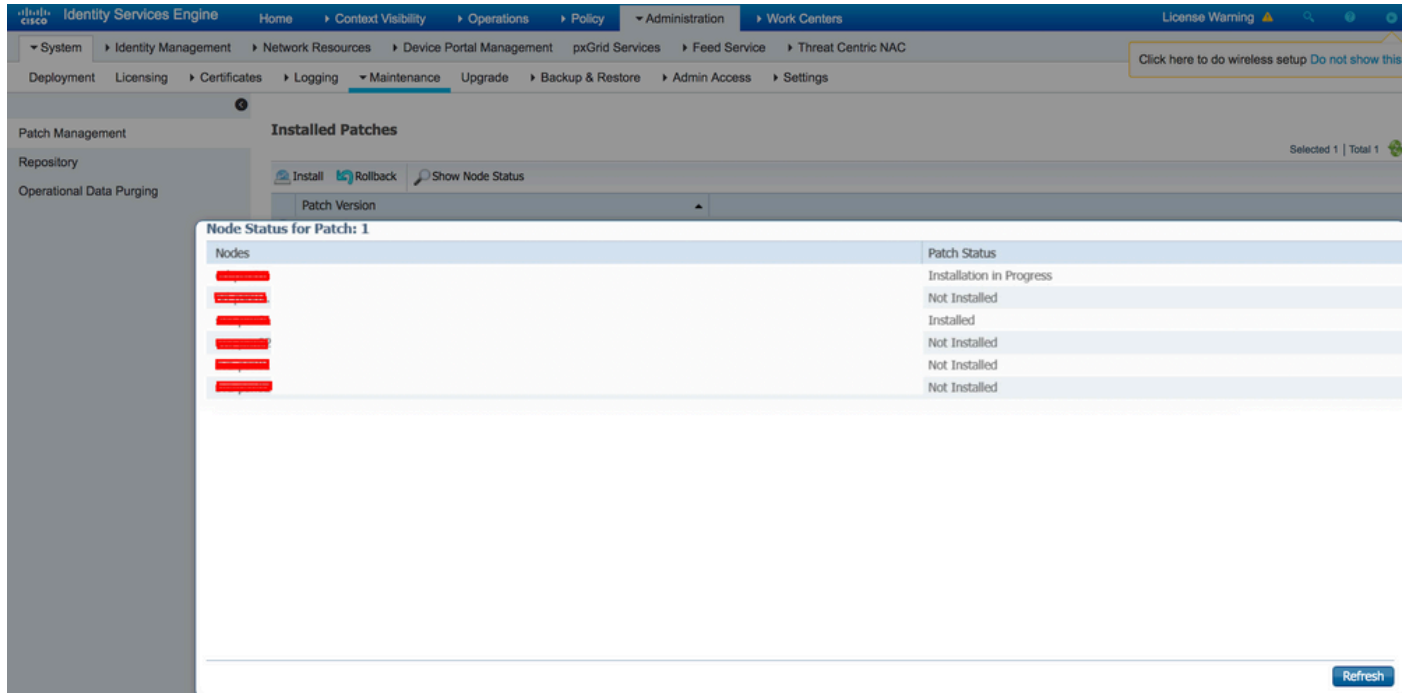 cisco Identity Services Engine Home Context Visibility Operations Policy Administration Work Centers License Warning
System Identity Management Network Resources Device Portal Management pxGrid Services Feed Service Threat Centric NAC
Click here to do wireless setup Do not show this
Deployment Licensing Certificates Logging Maintenance Upgrade Backup & Restore Admin Access Settings
Patch Management
Repository
Operational Data Purging
Installed Patches
Selected 1 | Total 1
Install Rollback Show Node Status
Patch Version
Node Status for Patch: 1
Nodes Patch Status
Installation in Progress
Not Installed
Installed
Not Installed
Not Installed
Not Installed
Refresh